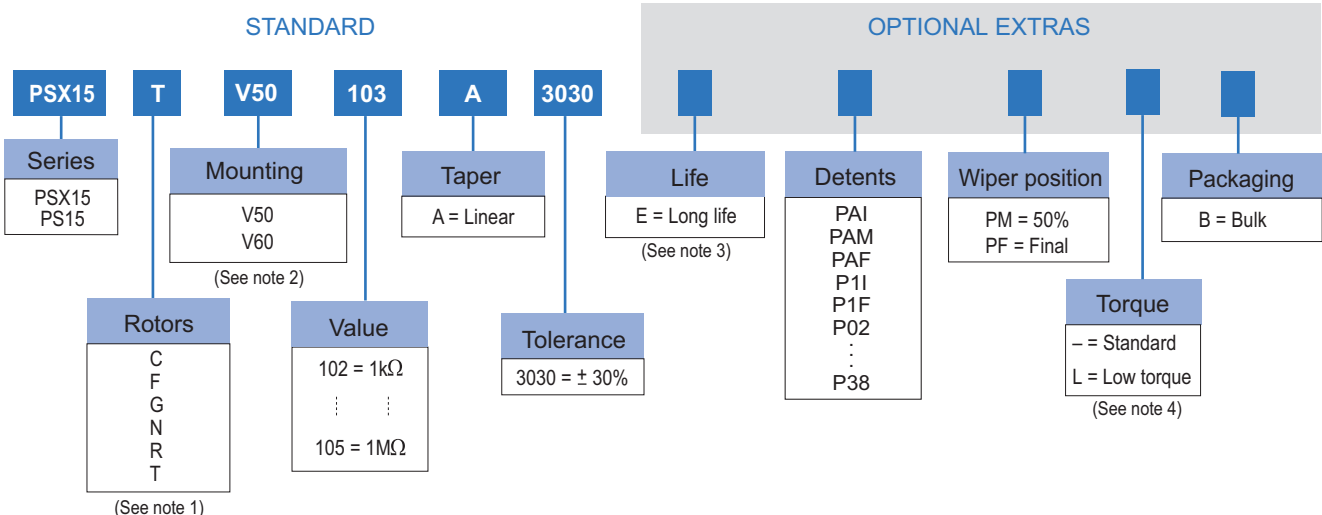 STANDARD
OPTIONAL EXTRAS
PSX15 T V50 103 A 3030
Series
PSX15
PS15
Mounting
V50
V60
(See note 2)
Taper
A = Linear
Life
E = Long life
(See note 3)
Detents
PAI
PAM
PAF
P1I
P1F
P02
:
:
P38
Wiper position
PM = 50%
PF = Final
Packaging
B = Bulk
Rotors
C
F
G
N
R
T
(See note 1)
Value
102 = 1kΩ
105 = 1MΩ
Tolerance
3030 = ± 30%
Torque
– = Standard
L = Low torque
(See note 4)